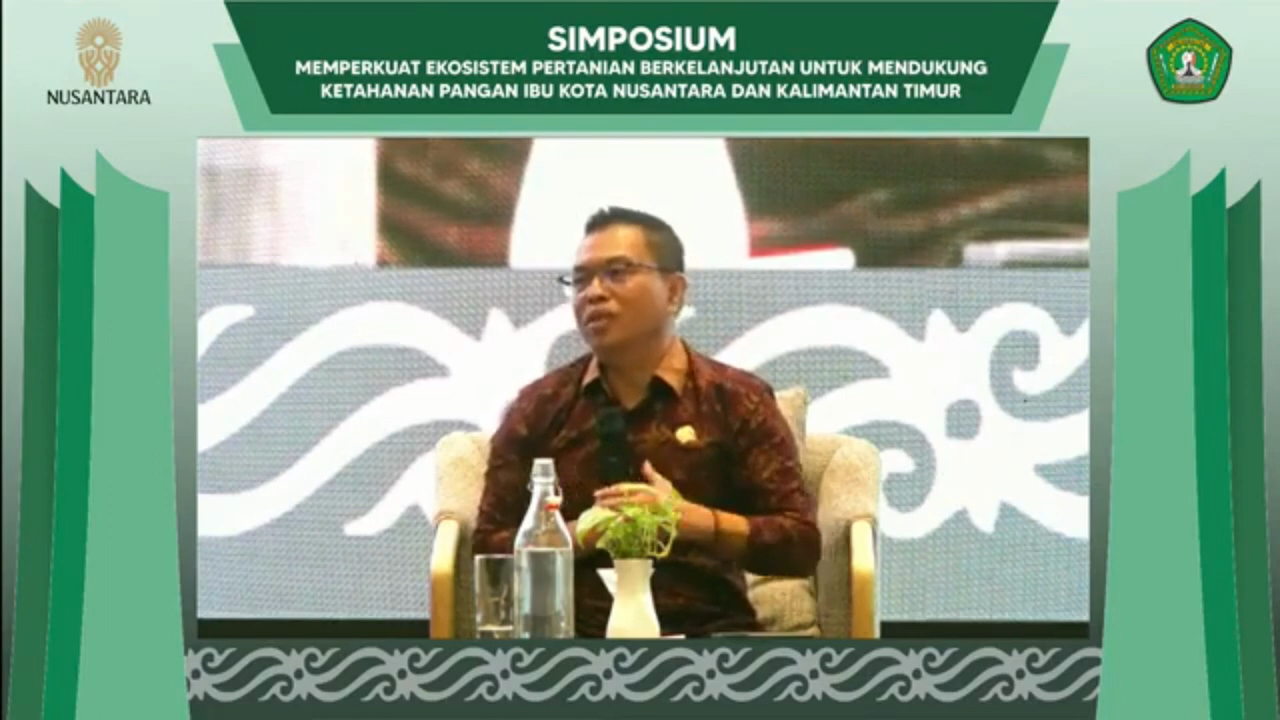 NUSANTARA
SIMPOSIUM
MEMPERKUAT EKOSISTEM PERTANIAN BERKELANJUTAN UNTUK MENDUKUNG
KETAHANAN PANGAN IBU KOTA NUSANTARA DAN KALIMANTAN TIMUR